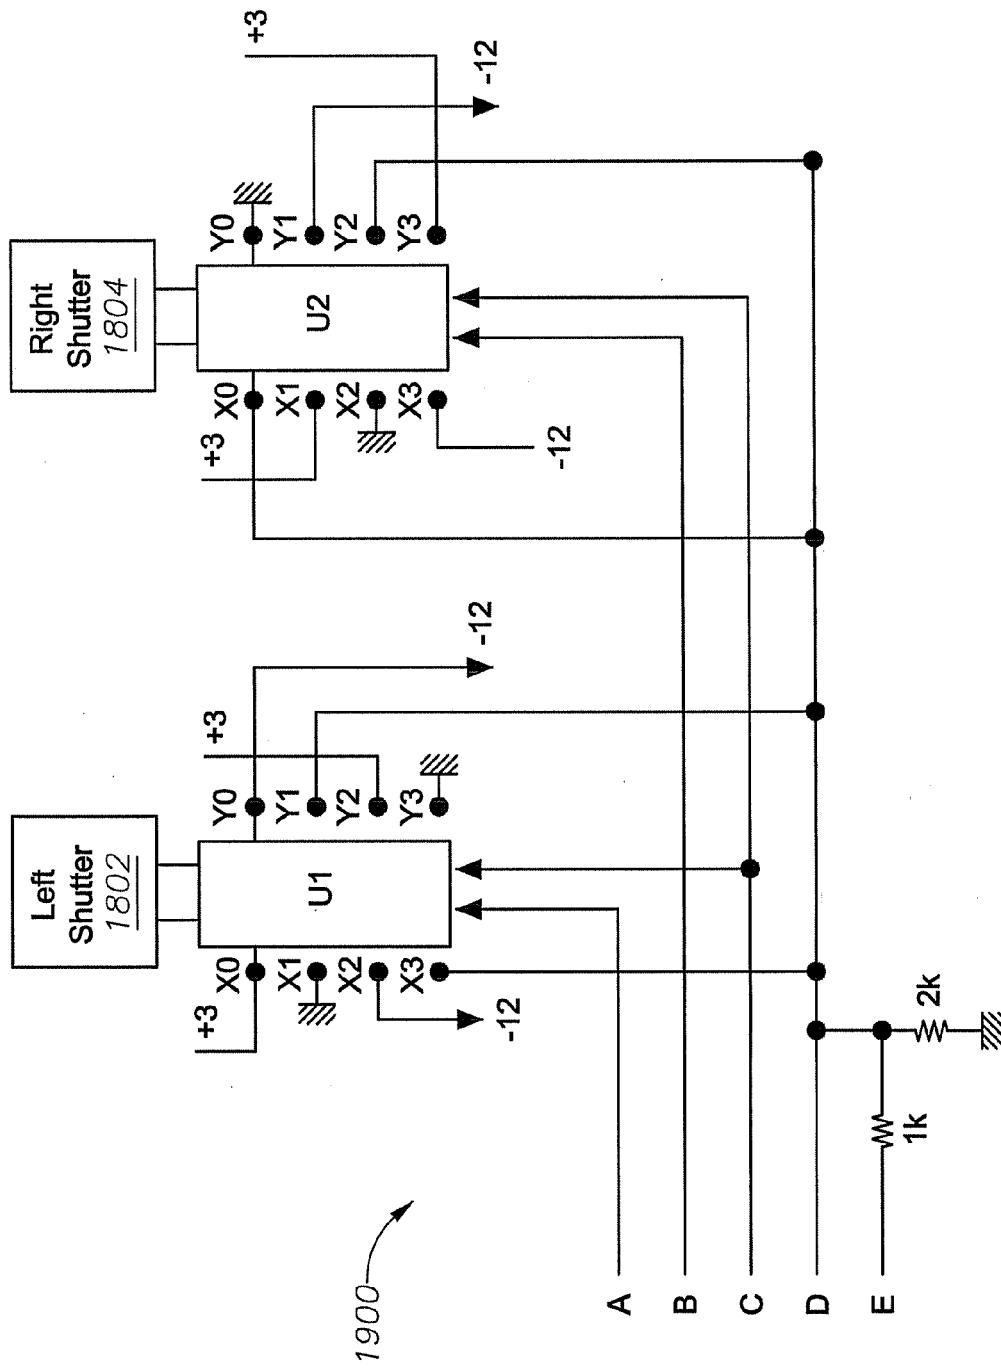 Left
Shutter
1802
Right
Shutter
1804
+3
+3
-12
+3
+3
-12
X0
X1
X2
X3
U1
Y0
Y1
Y2
Y3
X0
X1
X2
X3
U2
Y0
Y1
Y2
Y3
-12
-12
1900
A
B
C
D
E
1k
2k